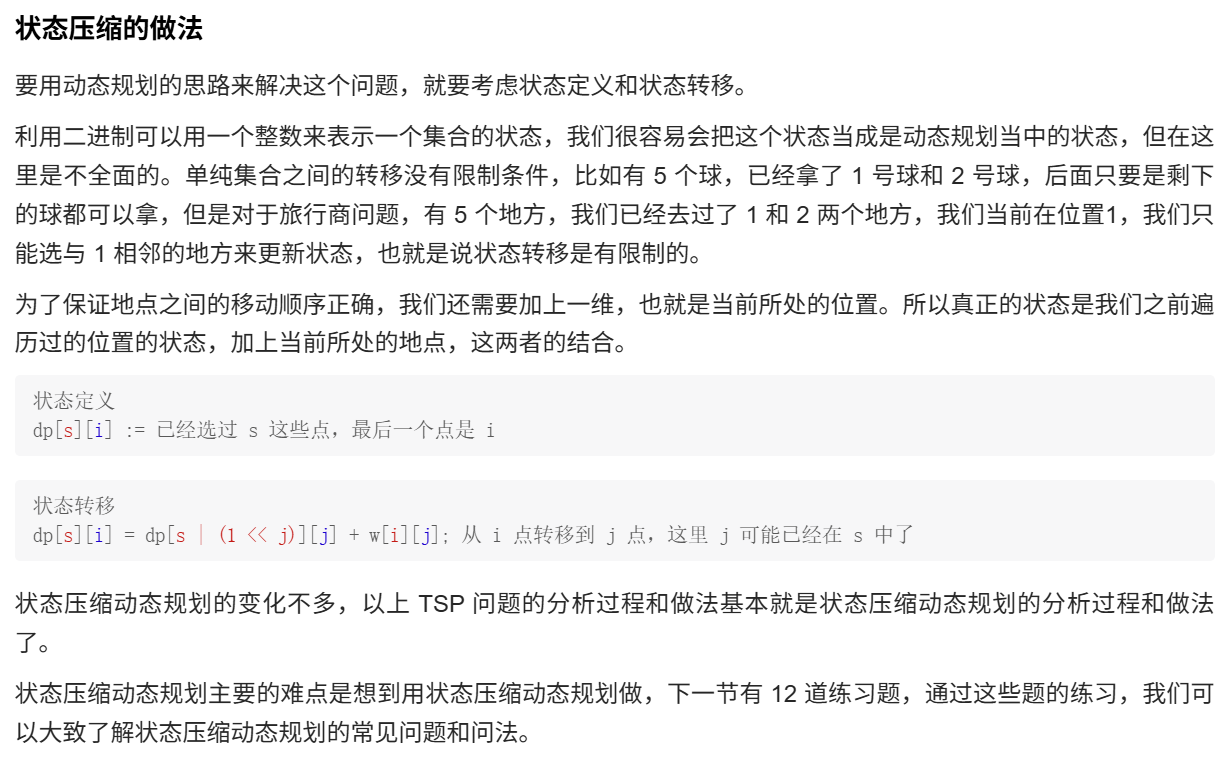 状态压缩的做法
要用动态规划的思路来解决这个问题，就要考虑状态定义和状态转移。
利用二进制可以用一个整数来表示一个集合的状态，我们很容易会把这个状态当成是动态规划当中的状态，但在这
里是不全面的。单纯集合之间的转移没有限制条件，比如有 5 个球，已经拿了 1 号球和 2 号球，后面只要是剩下
的球都可以拿，但是对于旅行商问题，有 5 个地方，我们已经去过了 1 和 2 两个地方，我们当前在位置1，我们只
能选与 1 相邻的地方来更新状态，也就是说状态转移是有限制的。
为了保证地点之间的移动顺序正确，我们还需要加上一维，也就是当前所处的位置。所以真正的状态是我们之前遍
历过的位置的状态，加上当前所处的地点，这两者的结合。
状态定义
dp[s][i] := 已经选过 s 这些点，最后一个点是 i
状态转移
dp[s][i] = dp[s | (1 << j)][j] + w[i][j]; 从 i 点转移到 j 点，这里 j 可能已经在 s 中了
状态压缩动态规划的变化不多，以上 TSP 问题的分析过程和做法基本就是状态压缩动态规划的分析过程和做法
了。
状态压缩动态规划主要的难点是想到用状态压缩动态规划做，下一节有 12 道练习题，通过这些题的练习，我们可
以大致了解状态压缩动态规划的常见问题和问法。